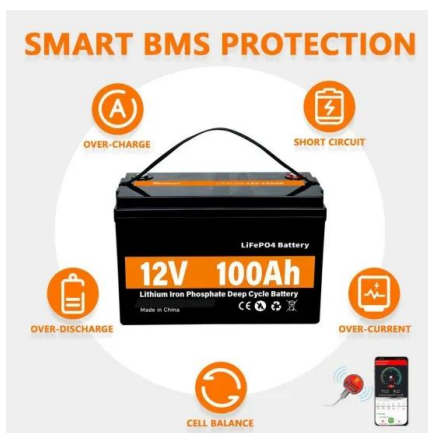 SMART BMS PROTECTION
A
OVER-CHARGE
SHORT CIRCUIT
LiFePO4 Battery
12V 100Ah
Lithium Iron Phosphate Deep Cycle Battery
Made in China
CE
OVER-DISCHARGE
OVER-CURRENT
CELL BALANCE